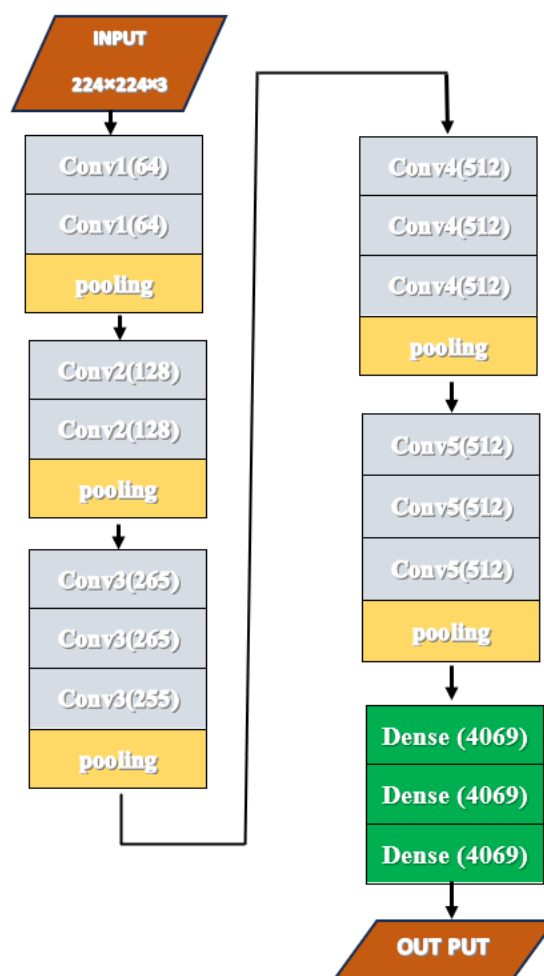 INPUT
224×224×3
Conv1(64)
Conv1(64)
pooling
Conv2(128)
Conv2(128)
pooling
Conv3(265)
Conv3(265)
Conv3(255)
pooling
Conv4(512)
Conv4(512)
Conv4(512)
pooling
Conv5(512)
Conv5(512)
Conv5(512)
pooling
Dense (4069)
Dense (4069)
Dense (4069)
OUT PUT